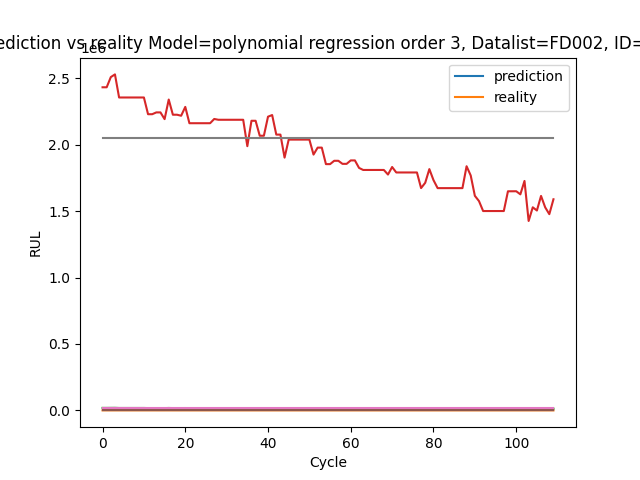 ediction vs reality Model=polynomial regression order 3, Datalist=FD002, ID=
1e6
prediction
reality
2.5
2.0
1.5
1.0
0.5
0.0
RUL
0 20 40 60 80 100
Cycle